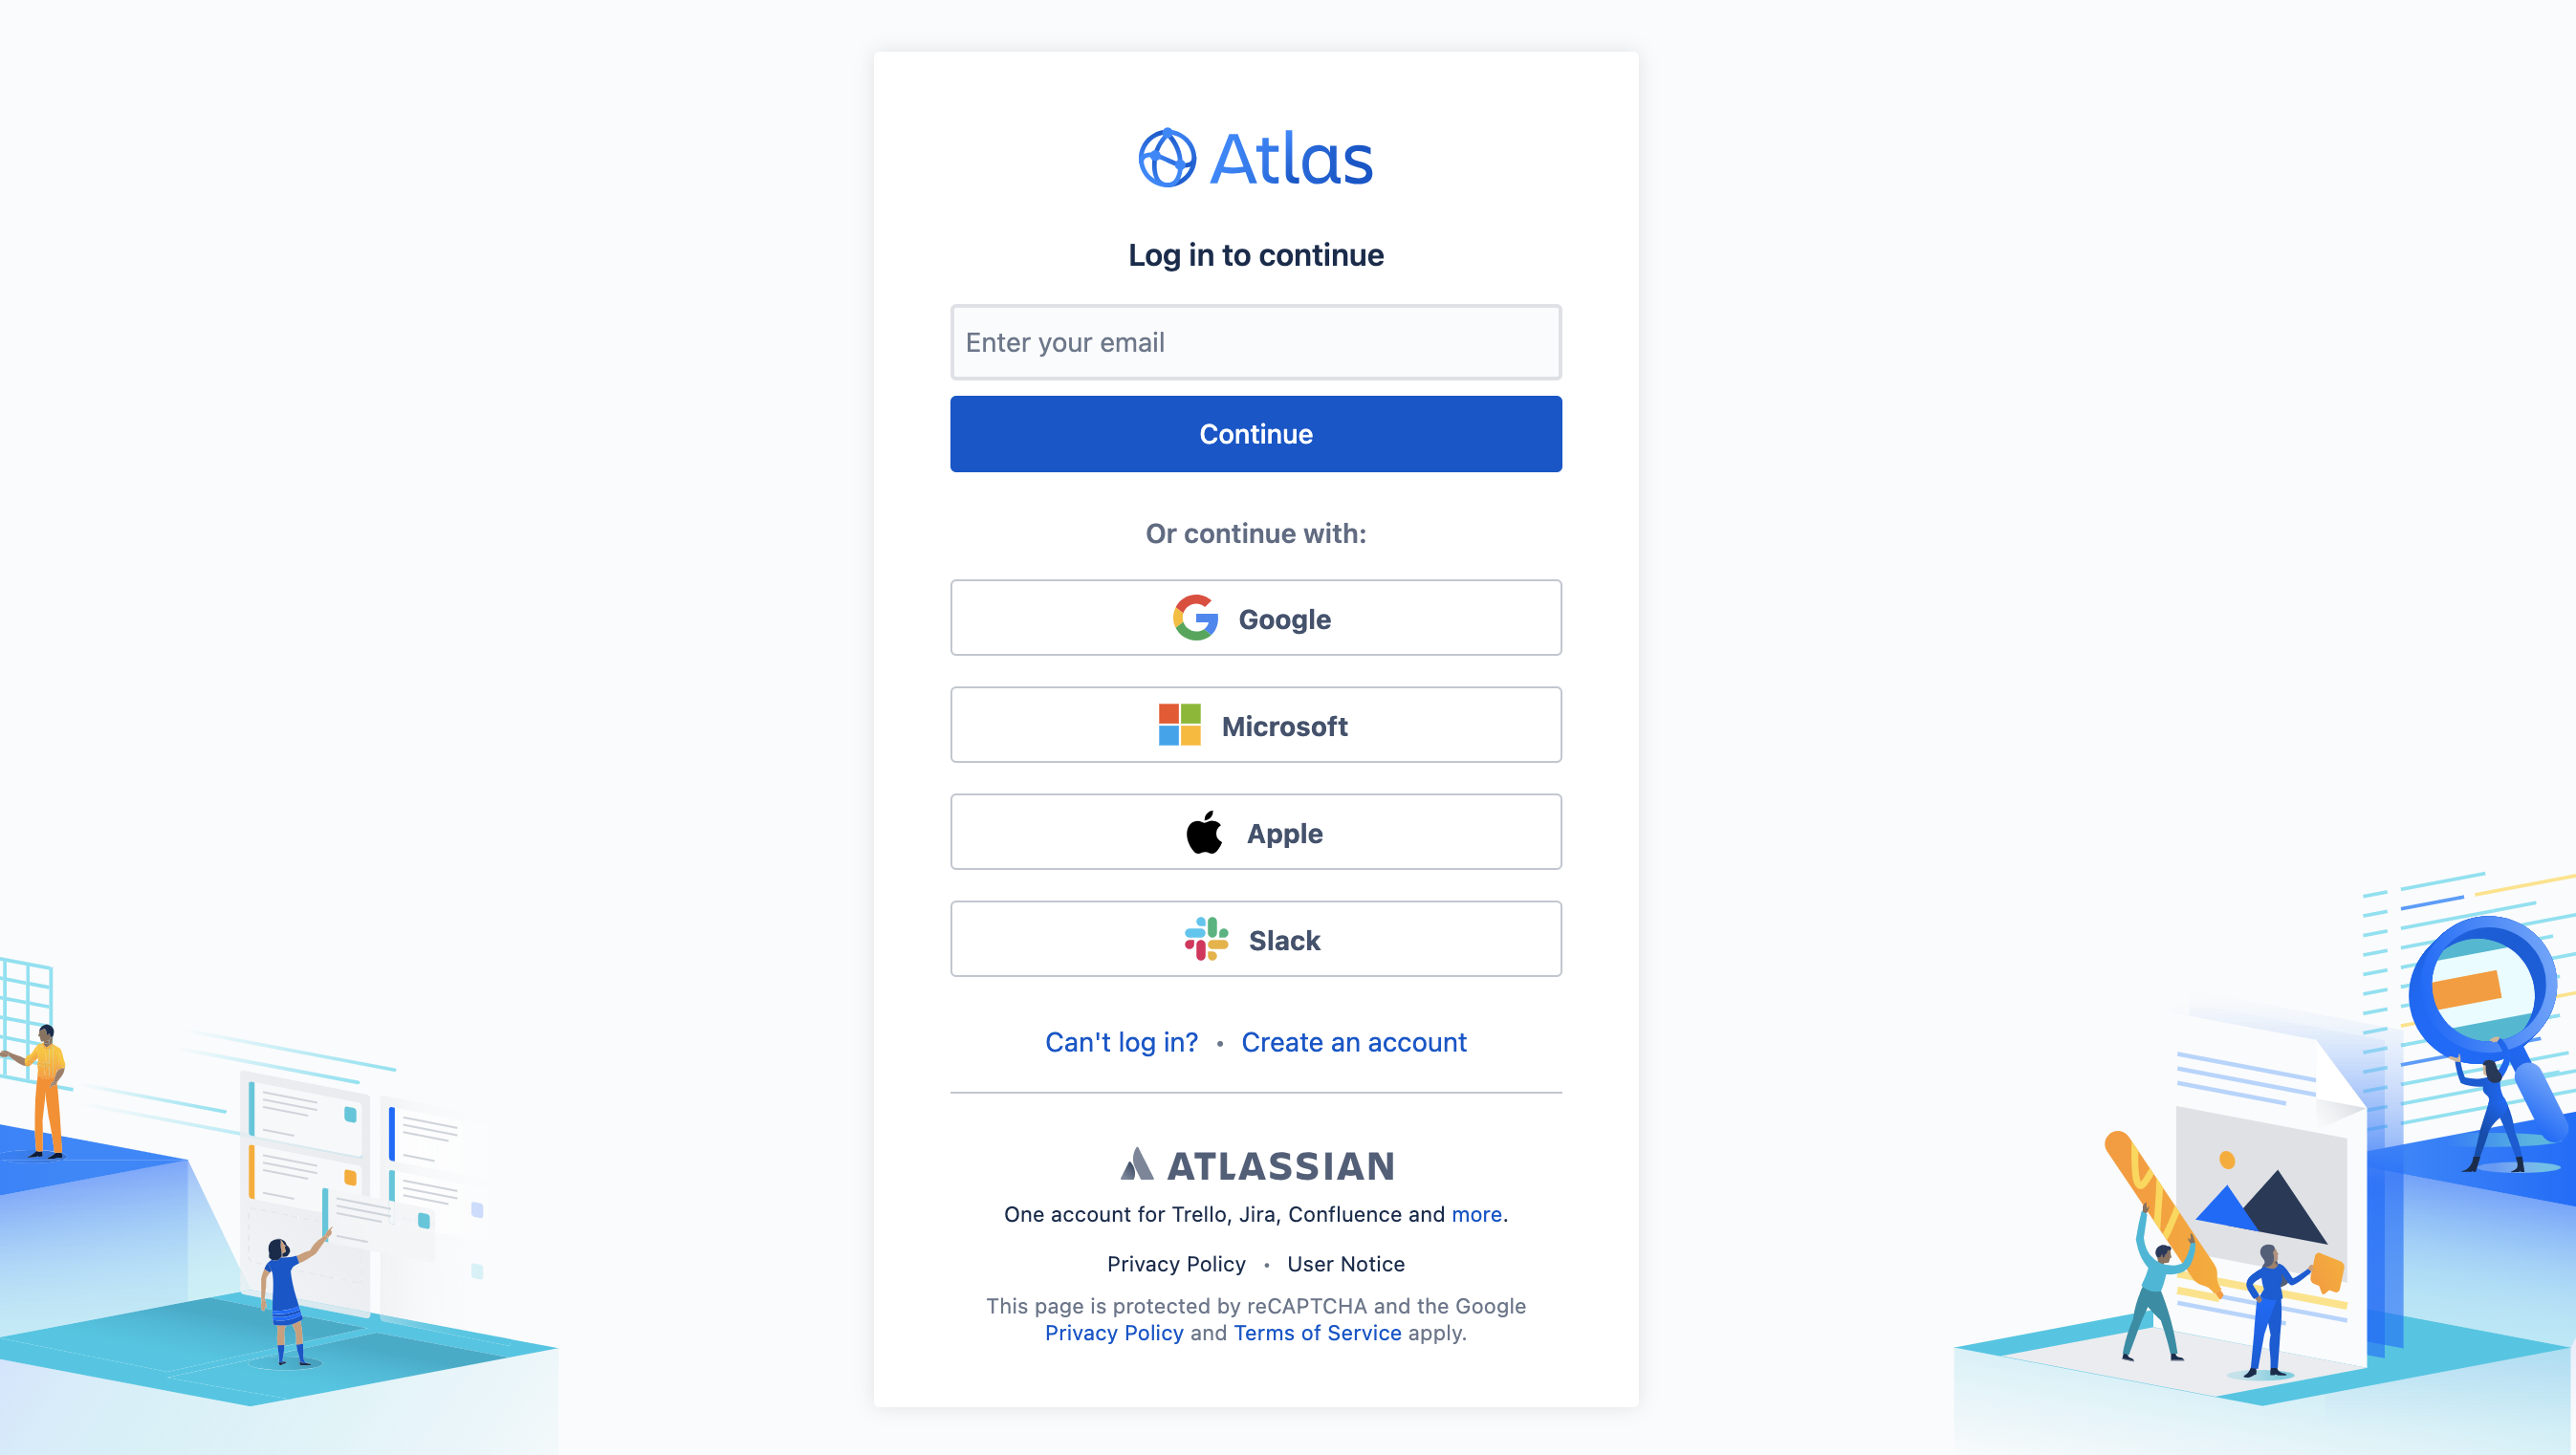 Atlas
Log in to continue
Enter your email
Continue
Or continue with:
Google
Microsoft
Apple
Slack
Can't log in? • Create an account
ATLASSIAN
One account for Trello, Jira, Confluence and more.
Privacy Policy • User Notice
This page is protected by reCAPTCHA and the Google
Privacy Policy and Terms of Service apply.